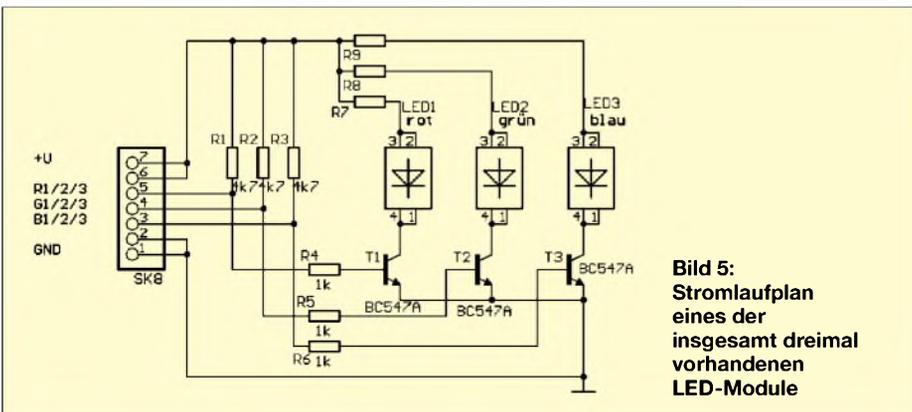 R9
R8
R7
LED1
rot
LED2
grün
LED3
blau
3 2
3 2
3 2
4 1
4 1
4 1
R1 R2 R3
4k7 4k7 4k7
+U
R1/2/3
G1/2/3
B1/2/3
GND
7
6
5
4
3
2
1
SK8
R4
1k
R5
1k
R6
1k
T1
BC547A
T2
BC547A
T3
BC547A
Bild 5:
Stromlaufplan
eines der
insgesamt dreimal
vorhandenen
LED-Module